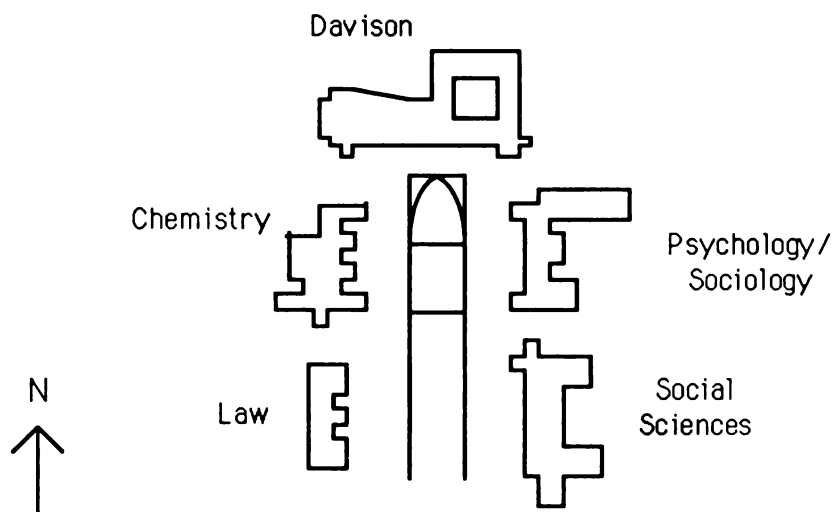 Davison
Chemistry
Psychology/
Sociology
N
Law
Social
Sciences